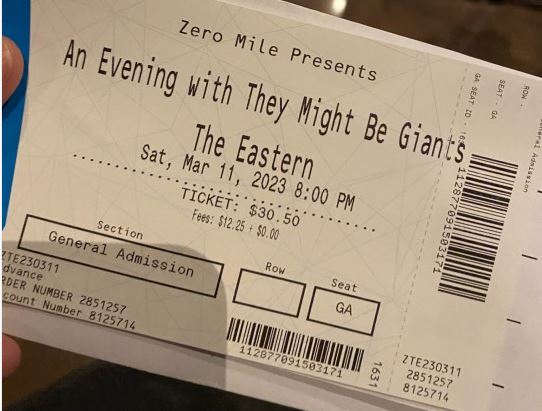 Zero Mile Presents
An Evening with They Might Be Giants
The Eastern
Sat, Mar 11, 2023 8:00 PM
TICKET: $30.50
Fees: $12.25 + $0.00
Section
General Admission
Row
Seat
GA
ZTE230311
dvance
RDER NUMBER 2851257
count Number 8125714
112877091503171
1631
ZTE230311
2851257
8125714
112877091503171
GA SEAT ID :
SEAT - GA
ROW -
eneral Admission